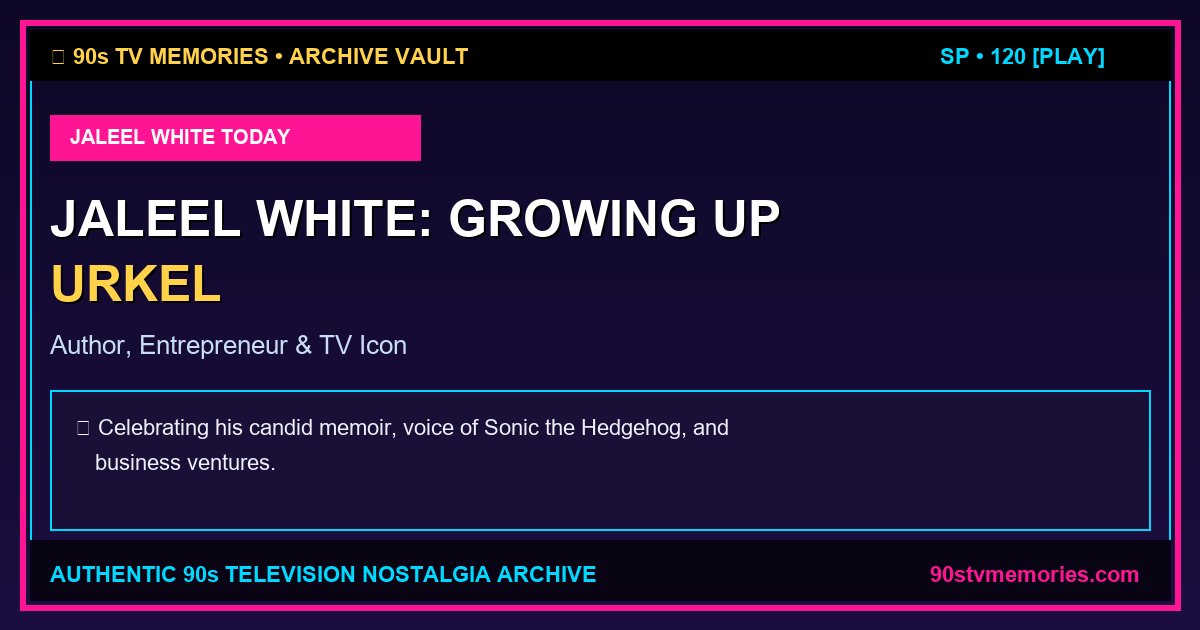 90s TV MEMORIES • ARCHIVE VAULT
SP • 120 [PLAY]
JALEEL WHITE TODAY
JALEEL WHITE: GROWING UP
URKEL
Author, Entrepreneur & TV Icon
Celebrating his candid memoir, voice of Sonic the Hedgehog, and
business ventures.
AUTHENTIC 90s TELEVISION NOSTALGIA ARCHIVE
90stvmemories.com